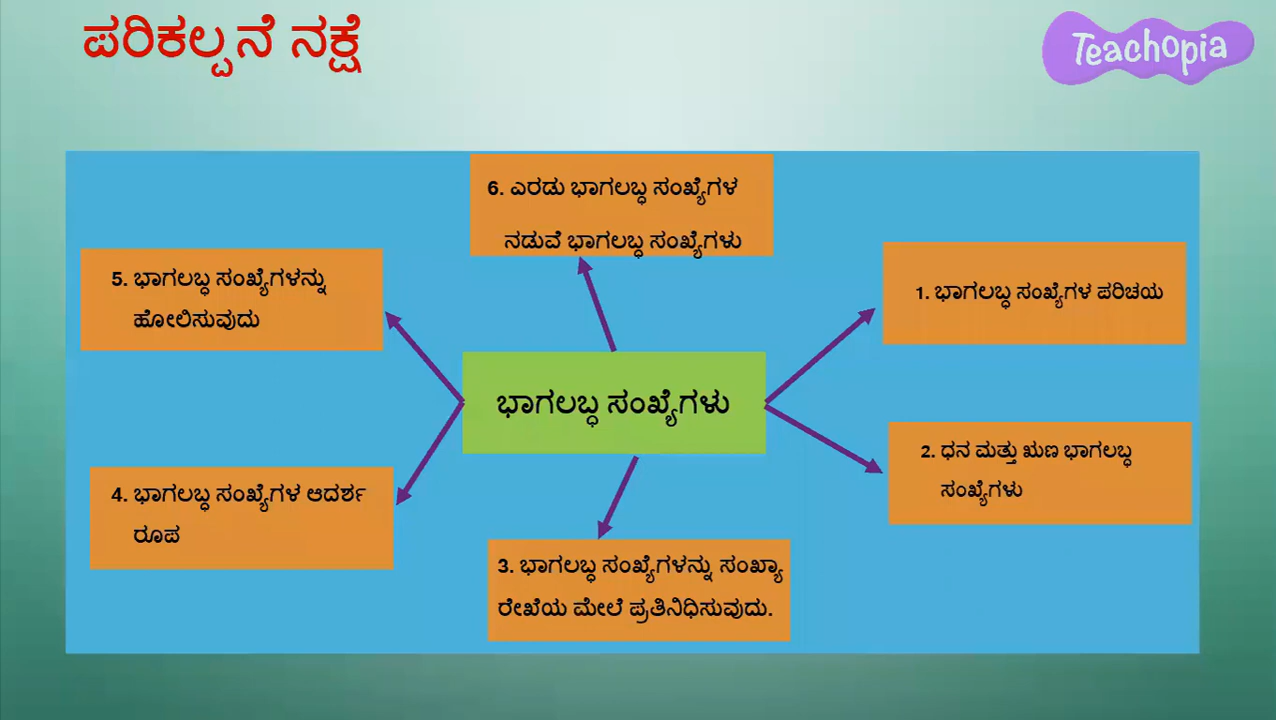 ಪರಿಕಲ್ಪನೆ ನಕ್ಷೆ
Teachopia
6. ಎರಡು ಭಾಗಲಬ್ಧ ಸಂಖ್ಯೆಗಳ
ನಡುವೆ ಭಾಗಲಬ್ಧ ಸಂಖ್ಯೆಗಳು
5. ಭಾಗಲಬ್ಧ ಸಂಖ್ಯೆಗಳನ್ನು
ಹೋಲಿಸುವುದು
1. ಭಾಗಲಬ್ಧ ಸಂಖ್ಯೆಗಳ ಪರಿಚಯ
ಭಾಗಲಬ್ಧ ಸಂಖ್ಯೆಗಳು
2. ಧನ ಮತ್ತು ಋಣ ಭಾಗಲಬ್ಧ
ಸಂಖ್ಯೆಗಳು
4. ಭಾಗಲಬ್ಧ ಸಂಖ್ಯೆಗಳ ಆದರ್ಶ
ರೂಪ
3. ಭಾಗಲಬ್ಧ ಸಂಖ್ಯೆಗಳನ್ನು ಸಂಖ್ಯಾ
ರೇಖೆಯ ಮೇಲೆ ಪ್ರತಿನಿಧಿಸುವುದು.